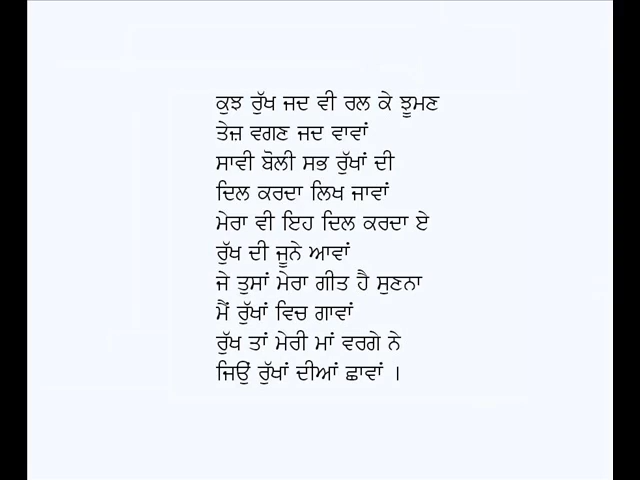 ਕੁਝ ਰੁੱਖ ਜਦ ਵੀ ਰਲ ਕੇ ਝੂਮਣ
ਤੇਜ਼ ਵਗਣ ਜਦ ਵਾਵਾਂ
ਸਾਵੀ ਬੋਲੀ ਸਭ ਰੁੱਖਾਂ ਦੀ
ਦਿਲ ਕਰਦਾ ਲਿਖ ਜਾਵਾਂ
ਮੇਰਾ ਵੀ ਇਹ ਦਿਲ ਕਰਦਾ ਏ
ਰੁੱਖ ਦੀ ਜੂਨੇ ਆਵਾਂ
ਜੇ ਤੁਸਾਂ ਮੇਰਾ ਗੀਤ ਹੈ ਸੁਣਨਾ
ਮੈਂ ਰੁੱਖਾਂ ਵਿਚ ਗਾਵਾਂ
ਰੁੱਖ ਤਾਂ ਮੇਰੀ ਮਾਂ ਵਰਗੇ ਨੇ
ਜਿਉਂ ਰੁੱਖਾਂ ਦੀਆਂ ਛਾਵਾਂ ।